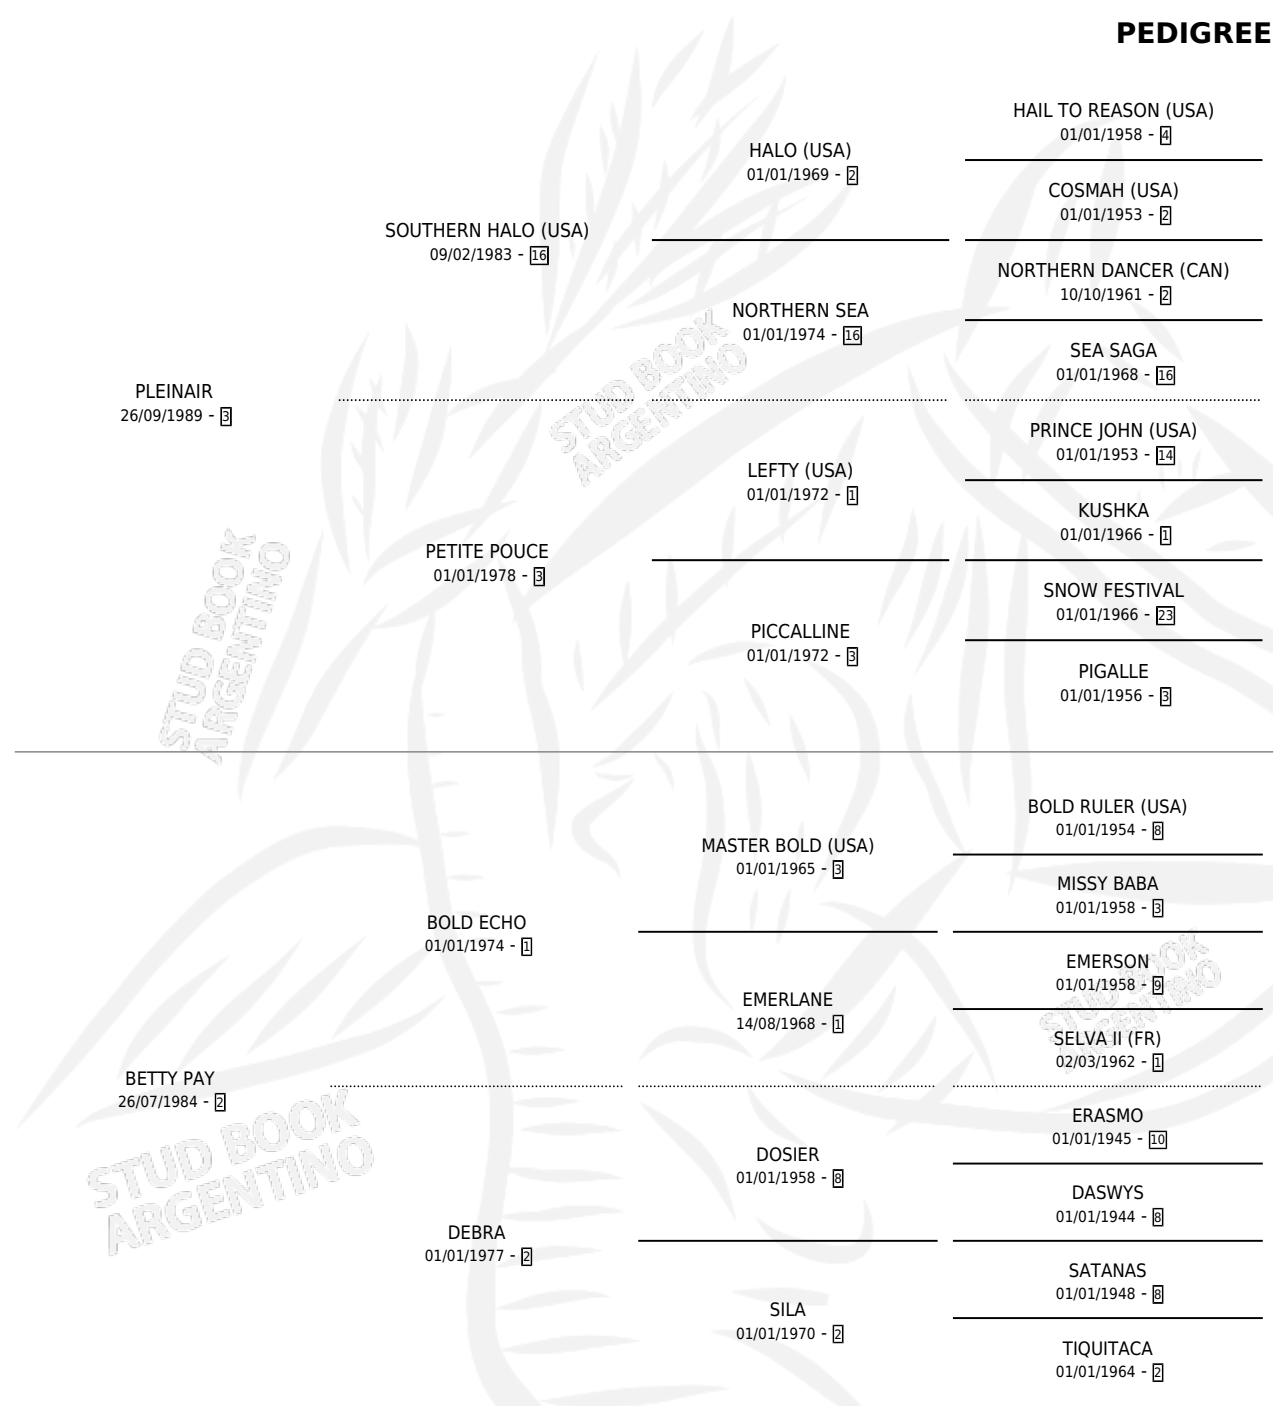 PEDIGREE
HAIL TO REASON (USA)
01/01/1958 - 4
HALO (USA)
01/01/1969 - 2
COSMAH (USA)
01/01/1953 - 2
SOUTHERN HALO (USA)
09/02/1983 - 16
NORTHERN DANCER (CAN)
10/10/1961 - 2
NORTHERN SEA
01/01/1974 - 16
SEA SAGA
01/01/1968 - 16
PLEINAIR
26/09/1989 - 3
PRINCE JOHN (USA)
01/01/1953 - 14
LEFTY (USA)
01/01/1972 - 1
KUSHKA
01/01/1966 - 1
PETITE POUCE
01/01/1978 - 3
SNOW FESTIVAL
01/01/1966 - 23
PICCALLINE
01/01/1972 - 3
PIGALLE
01/01/1956 - 3
BOLD RULER (USA)
01/01/1954 - 8
MASTER BOLD (USA)
01/01/1965 - 3
MISSY BABA
01/01/1958 - 3
BOLD ECHO
01/01/1974 - 1
EMERSON
01/01/1958 - 9
EMERLANE
14/08/1968 - 1
SELVA II (FR)
02/03/1962 - 1
BETTY PAY
26/07/1984 - 2
ERASMO
01/01/1945 - 10
DOSIER
01/01/1958 - 8
DASWYS
01/01/1944 - 8
DEBRA
01/01/1977 - 2
SATANAS
01/01/1948 - 8
SILA
01/01/1970 - 2
TIQUITACA
01/01/1964 - 2
STUD BOOK
ARGENTINO
STUD BOOK
ARGENTINO
STUD BOOK
ARGENTINO
STUD BOOK
ARGENTINO